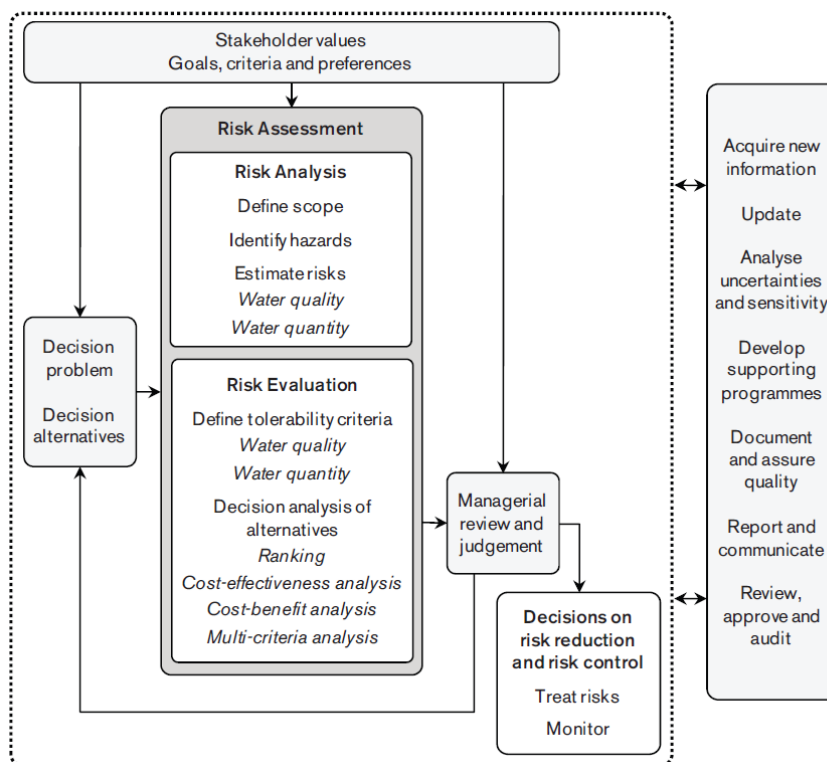 Stakeholder values
Goals, criteria and preferences
Risk Assessment
Risk Analysis
Define scope
Identify hazards
Estimate risks
Water quality
Water quantity
Decision
problem
Decision
alternatives
Risk Evaluation
Define tolerability criteria
Water quality
Water quantity
Decision analysis of
alternatives
Ranking
Cost-effectiveness analysis
Cost-benefit analysis
Multi-criteria analysis
Managerial
review and
judgement
Decisions on
risk reduction
and risk control
Treat risks
Monitor
Acquire new
information
Update
Analyse
uncertainties
and sensitivity
Develop
supporting
programmes
Document
and assure
quality
Report and
communicate
Review,
approve and
audit